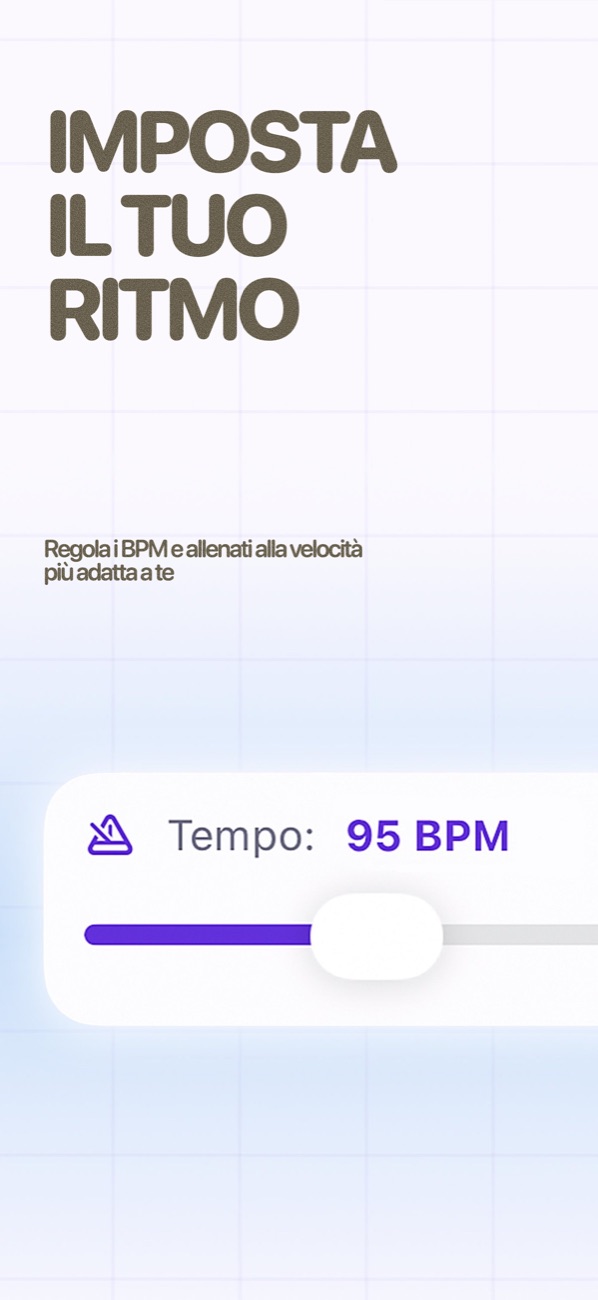 IMPOSTA
IL TUO
RITMO
Regola i BPM e allenati alla velocità
più adatta a te
Tempo: 95 BPM